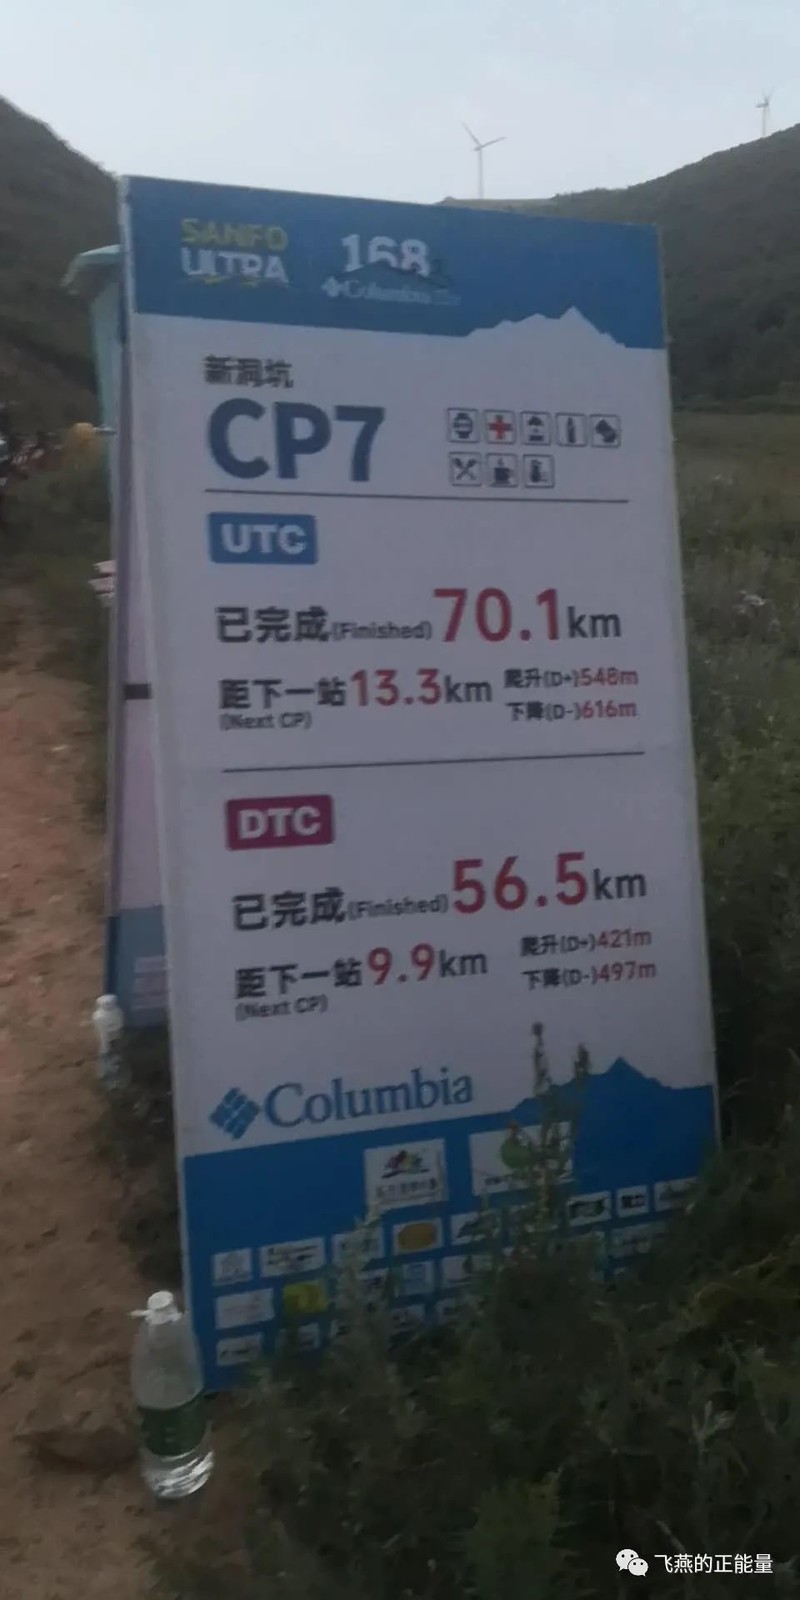 SANFO
ULTRA
168
Columbia
新洞坑
CP7
UTC
已完成(Finished)70.1km
距下一站13.3km
(Next CP)
爬升(D+)548m
下降(D-)616m
DTC
已完成(Finished)56.5km
距下一站9.9km
(Next CP)
爬升(D+)421m
下降(D-)497m
Columbia
飞燕的正能量